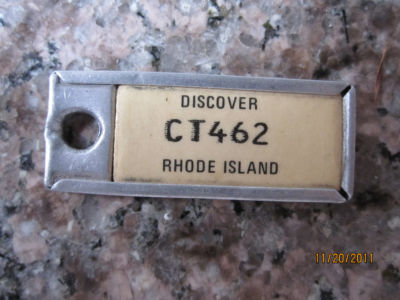 DISCOVER
CT462
RHODE ISLAND
11/20/2011